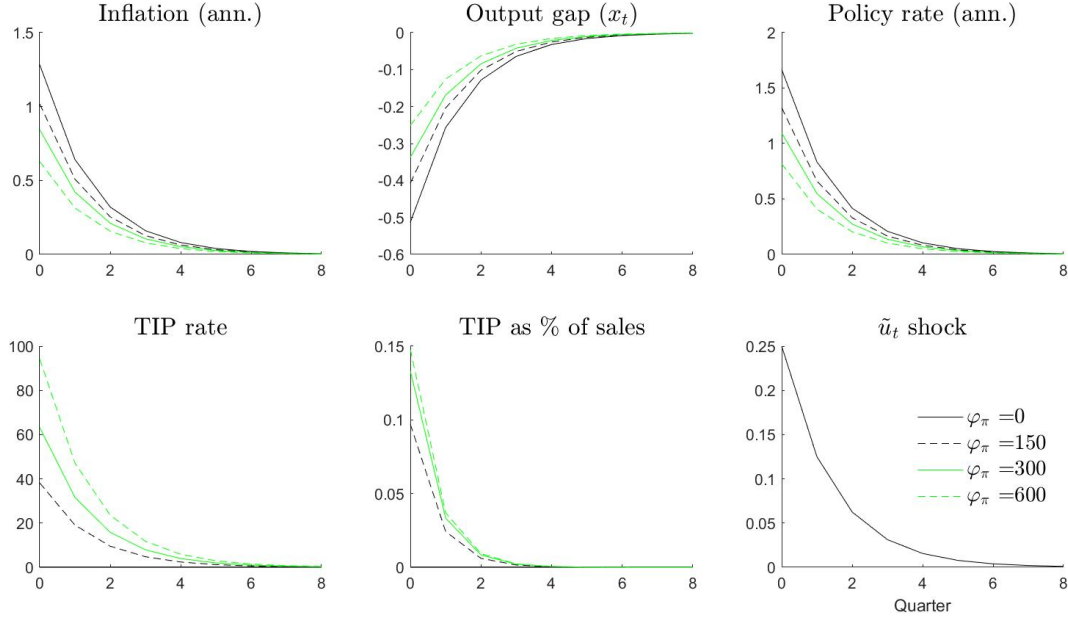 Inflation (ann.)
Output gap (x_t)
Policy rate (ann.)
1.5
1
0.5
0
0 2 4 6 8
0
-0.1
-0.2
-0.3
-0.4
-0.5
-0.6
0 2 4 6 8
2
1.5
1
0.5
0
0 2 4 6 8
TIP rate
TIP as % of sales
ũ_t shock
100
80
60
40
20
0
0 2 4 6 8
0.15
0.1
0.05
0
0 2 4 6 8
0.25
0.2
0.15
0.1
0.05
0
φ_π =0
φ_π =150
φ_π =300
φ_π =600
0 2 4 6 8
Quarter